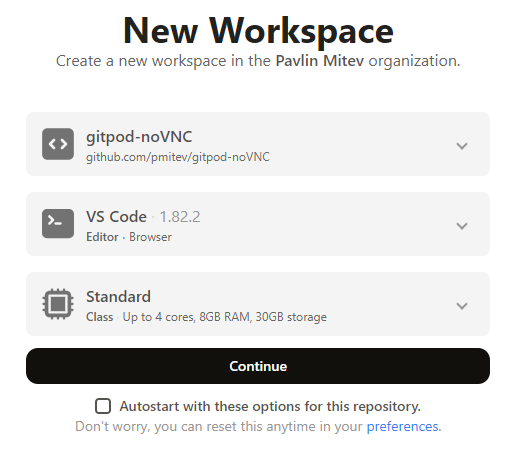 New Workspace
Create a new workspace in the Pavlin Mitev organization.
gitpod-noVNC
github.com/pmitev/gitpod-noVNC
VS Code · 1.82.2
Editor · Browser
Standard
Class · Up to 4 cores, 8GB RAM, 30GB storage
Continue
Autostart with these options for this repository.
Don't worry, you can reset this anytime in your preferences.